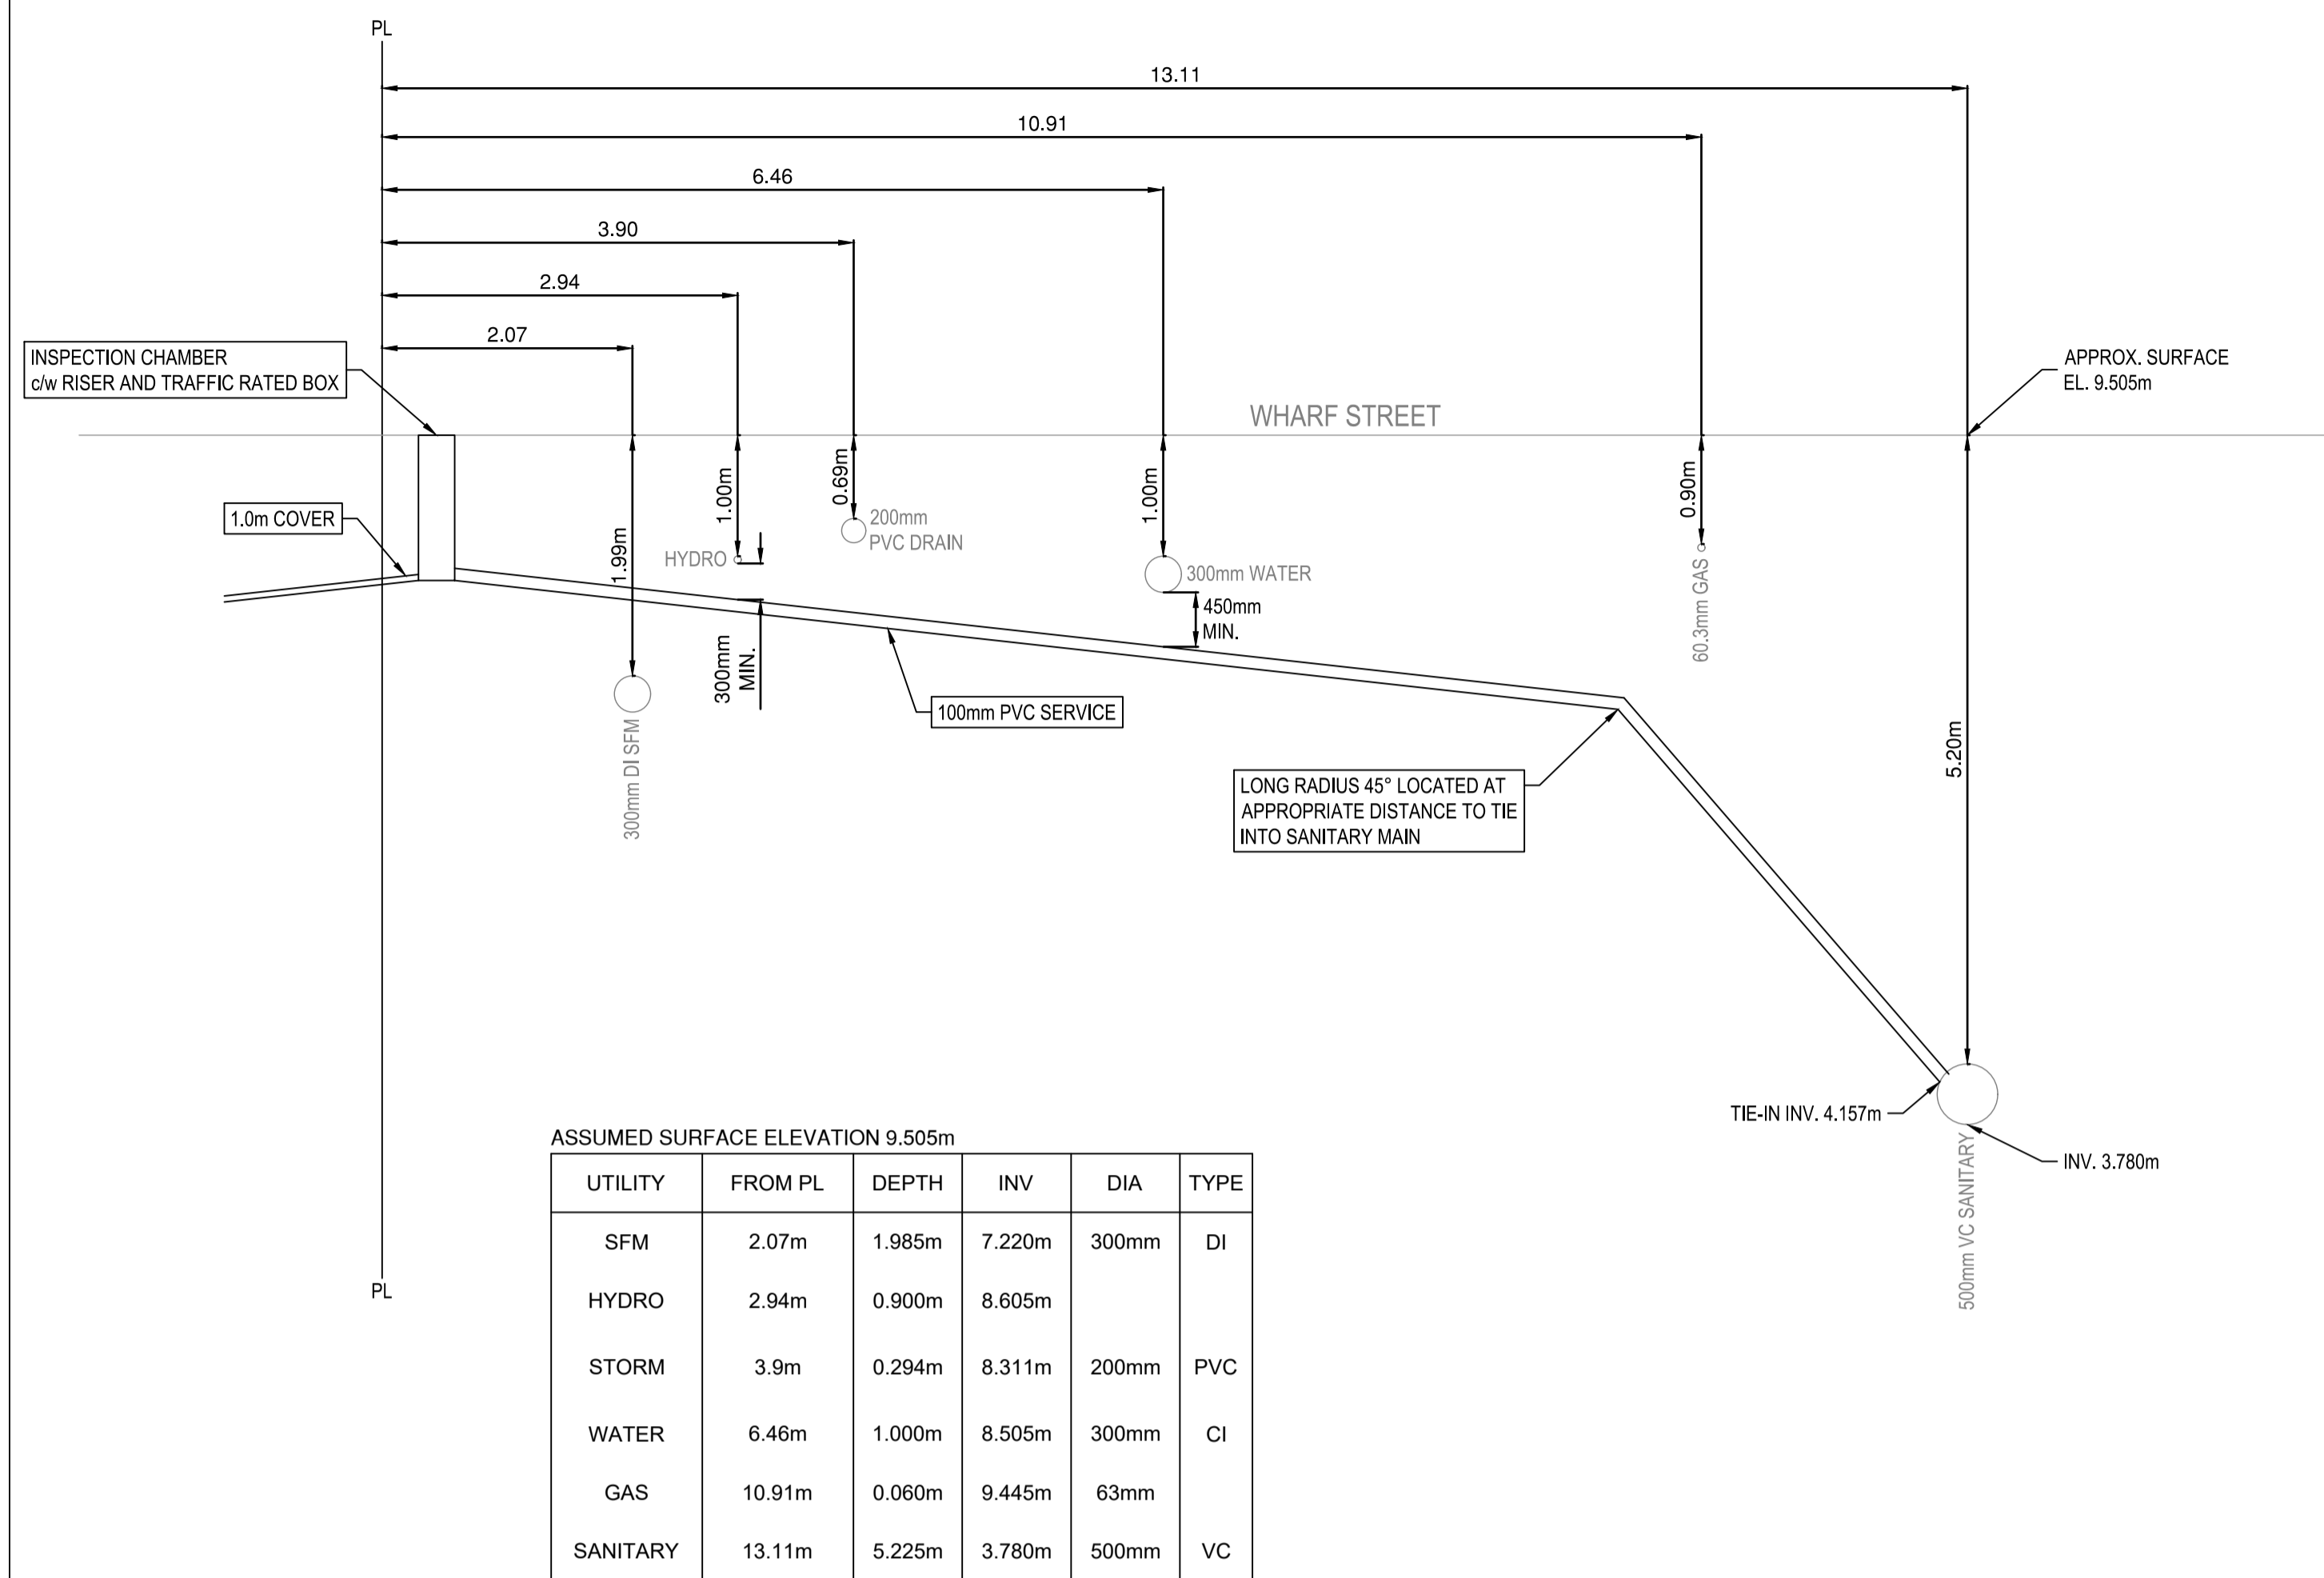 PL
13.11
10.91
6.46
3.90
2.94
2.07
INSPECTION CHAMBER
c/w RISER AND TRAFFIC RATED BOX
APPROX. SURFACE
EL. 9.505m
WHARF STREET
1.0m COVER
1.99m
1.00m
0.69m
1.00m
0.90m
200mm
PVC DRAIN
HYDRO
300mm WATER
450mm
MIN.
60.3mm GAS
300mm
MIN.
300mm DI SFM
100mm PVC SERVICE
5.20m
LONG RADIUS 45° LOCATED AT
APPROPRIATE DISTANCE TO TIE
INTO SANITARY MAIN
TIE-IN INV. 4.157m
INV. 3.780m
500mm VC SANITARY
PL
ASSUMED SURFACE ELEVATION 9.505m
UTILITY FROM PL DEPTH INV DIA TYPE
SFM 2.07m 1.985m 7.220m 300mm DI
HYDRO 2.94m 0.900m 8.605m
STORM 3.9m 0.294m 8.311m 200mm PVC
WATER 6.46m 1.000m 8.505m 300mm CI
GAS 10.91m 0.060m 9.445m 63mm
SANITARY 13.11m 5.225m 3.780m 500mm VC